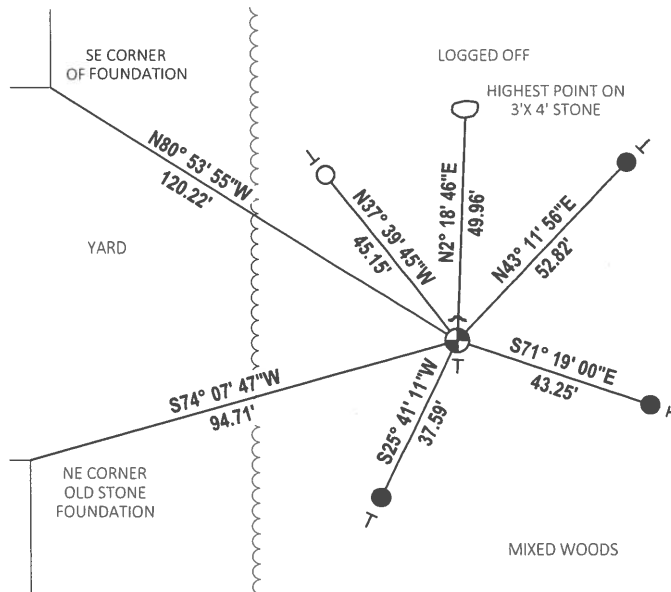 SE CORNER
OF FOUNDATION
LOGGED OFF
HIGHEST POINT ON
3'X 4' STONE
N80° 53' 55"W
120.22'
N37° 39' 45"W
45.15'
N2° 18' 46"E
49.96'
N43° 11' 56"E
52.82'
YARD
S71° 19' 00"E
43.25'
T
S74° 07' 47"W
94.71'
S25° 41' 11"W
37.59'
NE CORNER
OLD STONE
FOUNDATION
T
MIXED WOODS